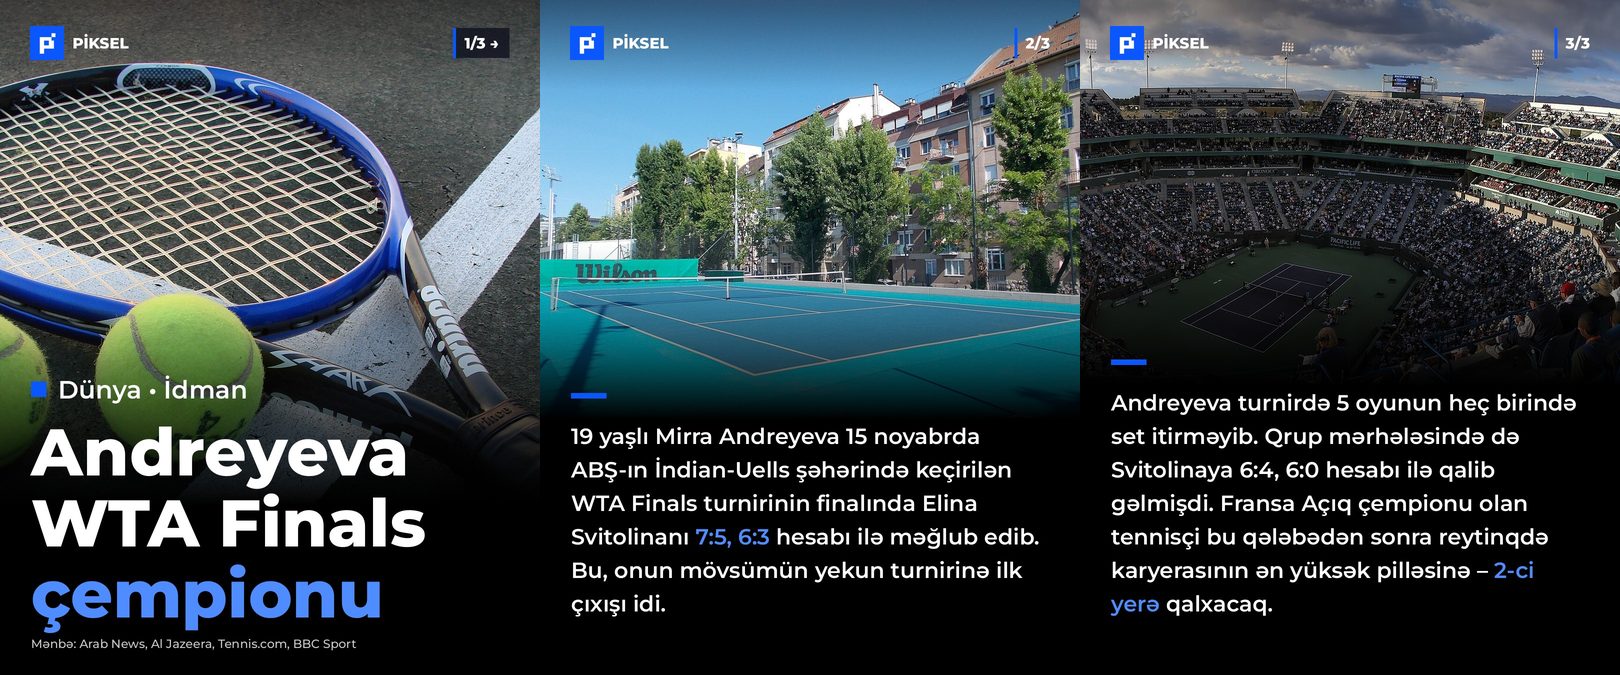 PİKSEL
1/3 →
Dünya • İdman
Andreyeva
WTA Finals
çempionu
Mənbə: Arab News, Al Jazeera, Tennis.com, BBC Sport
PİKSEL
2/3
Wilson
19 yaşlı Mirra Andreyeva 15 noyabrda
ABŞ-ın İndian-Uells şəhərində keçirilən
WTA Finals turnirinin finalında Elina
Svitolinanı 7:5, 6:3 hesabı ilə məğlub edib.
Bu, onun mövsümün yekun turnirinə ilk
çıxışı idi.
PİKSEL
3/3
PACIFIC LIFE
Andreyeva turnirdə 5 oyunun heç birində
set itirməyib. Qrup mərhələsində də
Svitolinaya 6:4, 6:0 hesabı ilə qalib
gəlmişdi. Fransa Açıq çempionu olan
tennisçi bu qələbədən sonra reytinqdə
karyerasının ən yüksək pilləsinə – 2-ci
yerə qalxacaq.